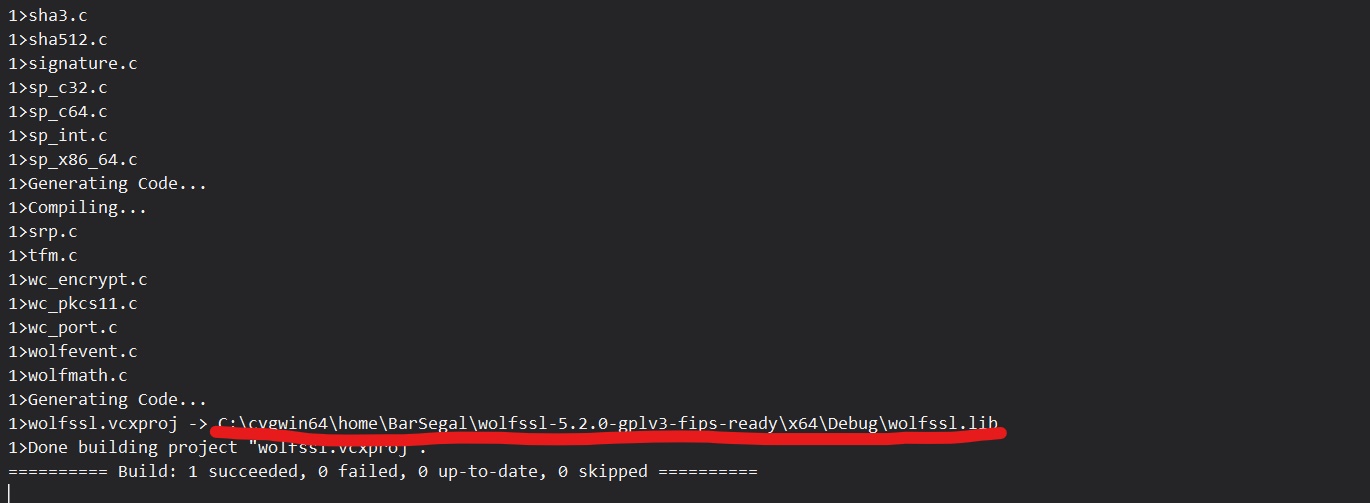 1>sha3.c
1>sha512.c
1>signature.c
1>sp_c32.c
1>sp_c64.c
1>sp_int.c
1>sp_x86_64.c
1>Generating Code...
1>Compiling...
1>srp.c
1>tfm.c
1>wc_encrypt.c
1>wc_pkcs11.c
1>wc_port.c
1>wolfevent.c
1>wolfmath.c
1>Generating Code...
1>wolfssl.vcxproj -> C:\cygwin64\home\BarSegal\wolfssl-5.2.0-gplv3-fips-ready\x64\Debug\wolfssl.lib
1>Done building project "wolfssl.vcxproj".
========== Build: 1 succeeded, 0 failed, 0 up-to-date, 0 skipped ==========